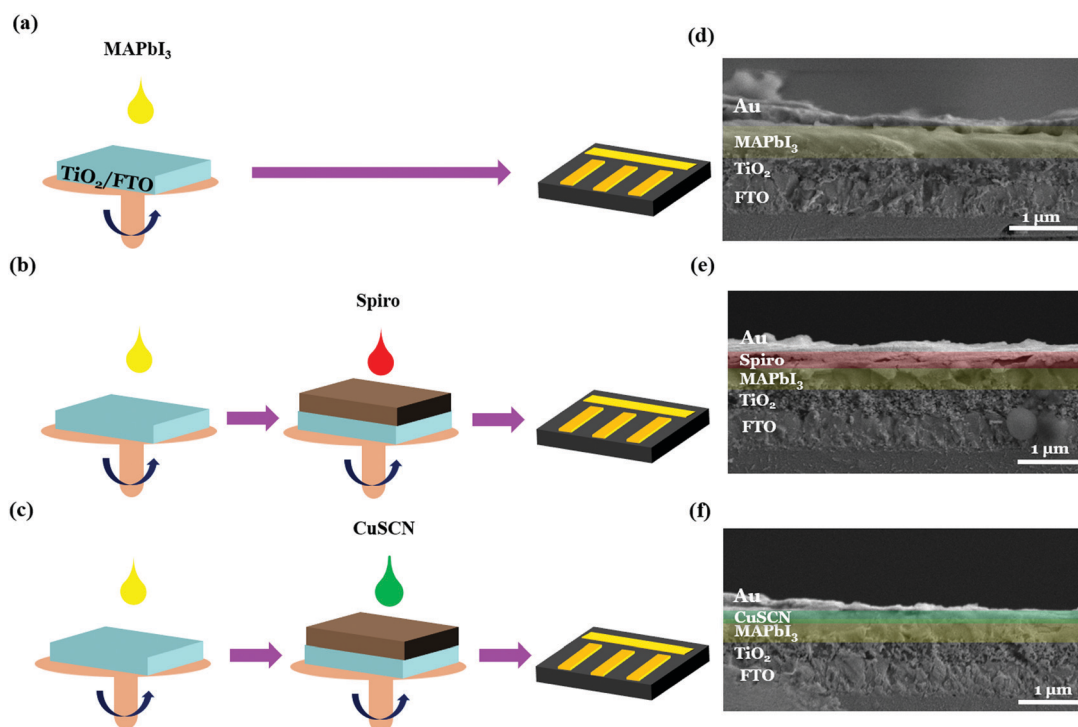 (a)
MAPbI₃
TiO₂/FTO
(d)
Au
MAPbI₃
TiO₂
FTO
1 µm
(b)
Spiro
(e)
Au
Spiro
MAPbI₃
TiO₂
FTO
1 µm
(c)
CuSCN
(f)
Au
CuSCN
MAPbI₃
TiO₂
FTO
1 µm